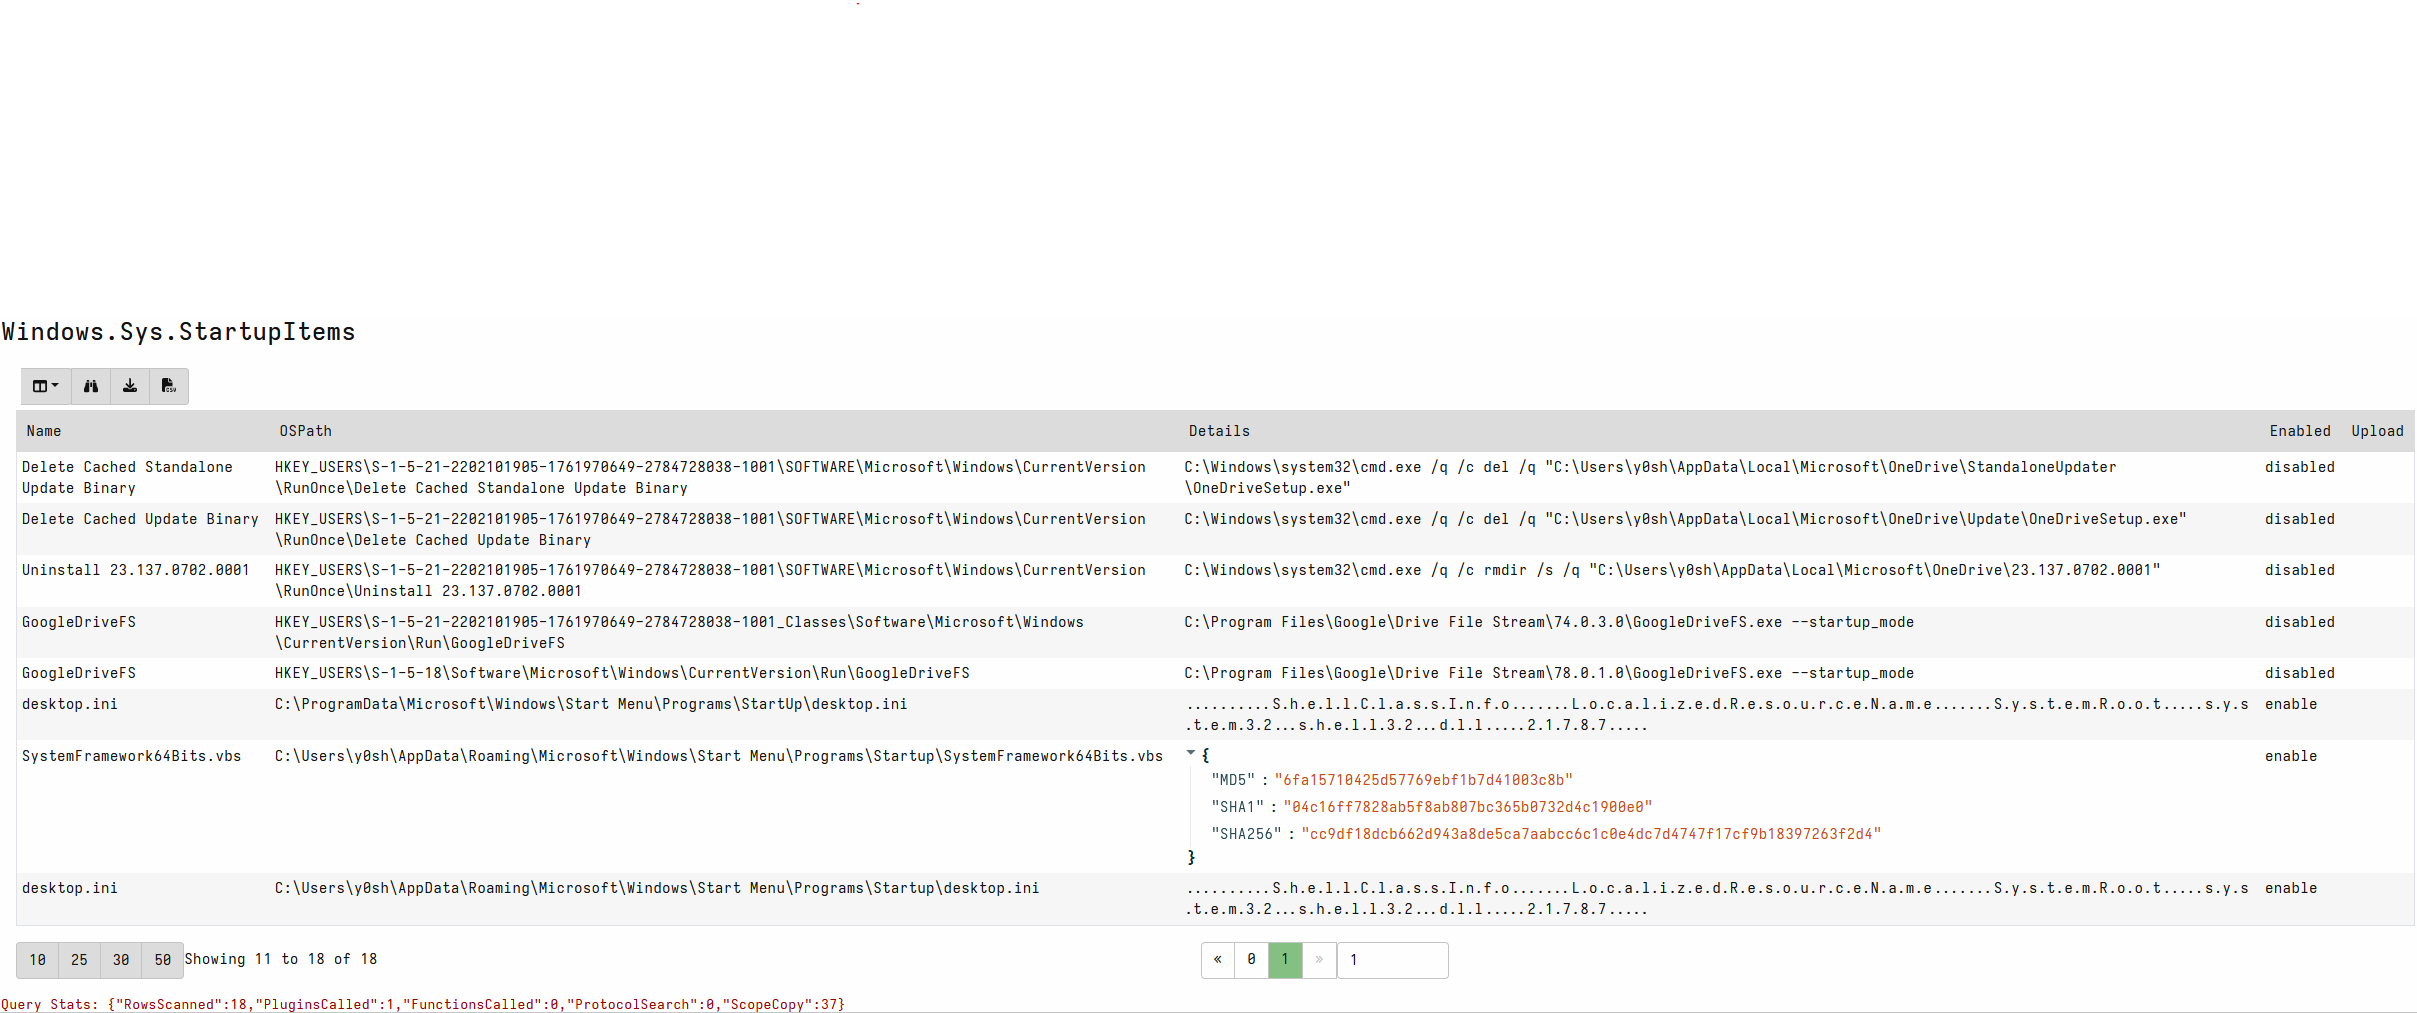 Windows.Sys.StartupItems
Name OSPath Details Enabled Upload
Delete Cached Standalone
Update Binary
HKEY_USERS\S-1-5-21-2202101905-1761970649-2784728038-1001\SOFTWARE\Microsoft\Windows\CurrentVersion
\RunOnce\Delete Cached Standalone Update Binary
C:\Windows\system32\cmd.exe /q /c del /q "C:\Users\y0sh\AppData\Local\Microsoft\OneDrive\StandaloneUpdater
\OneDriveSetup.exe"
disabled
Delete Cached Update Binary
HKEY_USERS\S-1-5-21-2202101905-1761970649-2784728038-1001\SOFTWARE\Microsoft\Windows\CurrentVersion
\RunOnce\Delete Cached Update Binary
C:\Windows\system32\cmd.exe /q /c del /q "C:\Users\y0sh\AppData\Local\Microsoft\OneDrive\Update\OneDriveSetup.exe"
disabled
Uninstall 23.137.0702.0001
HKEY_USERS\S-1-5-21-2202101905-1761970649-2784728038-1001\SOFTWARE\Microsoft\Windows\CurrentVersion
\RunOnce\Uninstall 23.137.0702.0001
C:\Windows\system32\cmd.exe /q /c rmdir /s /q "C:\Users\y0sh\AppData\Local\Microsoft\OneDrive\23.137.0702.0001"
disabled
GoogleDriveFS
HKEY_USERS\S-1-5-21-2202101905-1761970649-2784728038-1001_Classes\Software\Microsoft\Windows
\CurrentVersion\Run\GoogleDriveFS
C:\Program Files\Google\Drive File Stream\74.0.3.0\GoogleDriveFS.exe --startup_mode
disabled
GoogleDriveFS
HKEY_USERS\S-1-5-18\Software\Microsoft\Windows\CurrentVersion\Run\GoogleDriveFS
C:\Program Files\Google\Drive File Stream\78.0.1.0\GoogleDriveFS.exe --startup_mode
disabled
desktop.ini
C:\ProgramData\Microsoft\Windows\Start Menu\Programs\StartUp\desktop.ini
..........S.h.e.l.l.C.l.a.s.s.I.n.f.o.......L.o.c.a.l.i.z.e.d.R.e.s.o.u.r.c.e.N.a.m.e.......S.y.s.t.e.m.R.o.o.t.....s.y.s
.t.e.m.3.2...s.h.e.l.l.3.2...d.l.l.....2.1.7.8.7.....
enable
SystemFramework64Bits.vbs
C:\Users\y0sh\AppData\Roaming\Microsoft\Windows\Start Menu\Programs\Startup\SystemFramework64Bits.vbs
{
"MD5" : "6fa15710425d57769ebf1b7d41003c8b"
"SHA1" : "04c16ff7828ab5f8ab807bc365b0732d4c1900e0"
"SHA256" : "cc9df18dcb662d943a8de5ca7aabcc6c1c0e4dc7d4747f17cf9b18397263f2d4"
}
enable
desktop.ini
C:\Users\y0sh\AppData\Roaming\Microsoft\Windows\Start Menu\Programs\Startup\desktop.ini
..........S.h.e.l.l.C.l.a.s.s.I.n.f.o.......L.o.c.a.l.i.z.e.d.R.e.s.o.u.r.c.e.N.a.m.e.......S.y.s.t.e.m.R.o.o.t.....s.y.s
.t.e.m.3.2...s.h.e.l.l.3.2...d.l.l.....2.1.7.8.7.....
enable
10 25 30 50 Showing 11 to 18 of 18 « 0 1 » 1
Query Stats: {"RowsScanned":18,"PluginsCalled":1,"FunctionsCalled":0,"ProtocolSearch":0,"ScopeCopy":37}